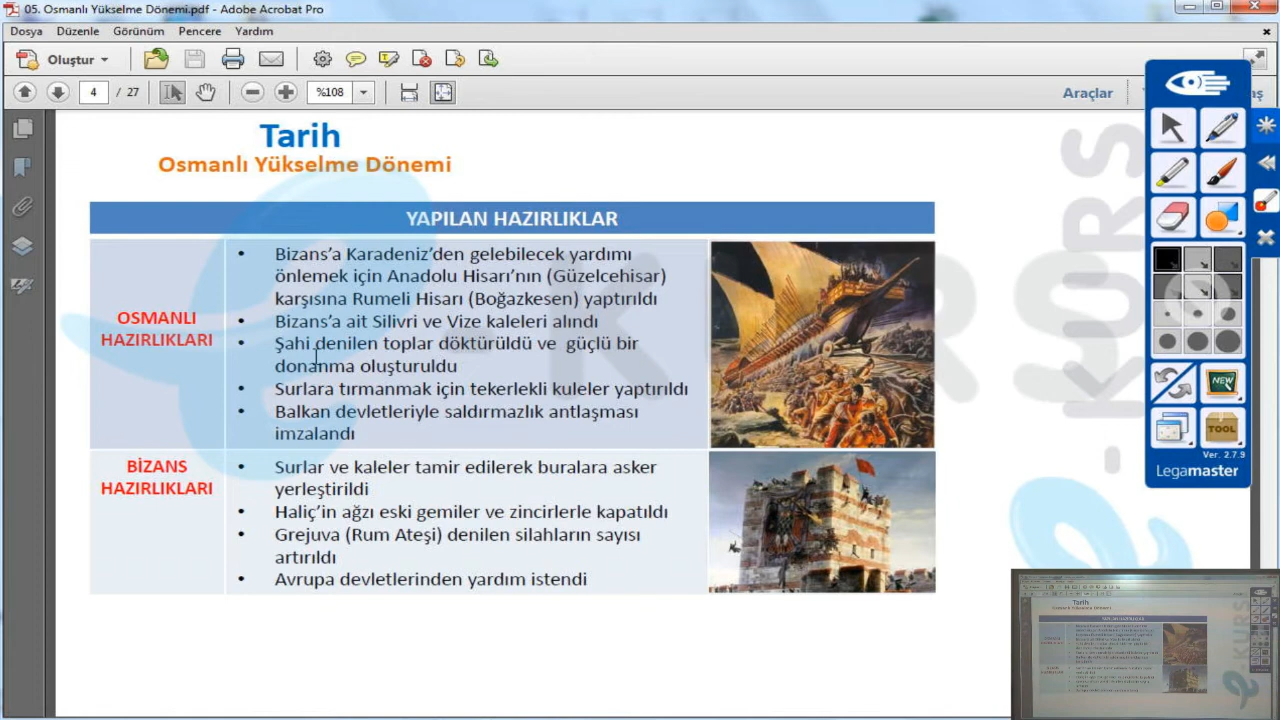 05. Osmanlı Yükselme Dönemi.pdf - Adobe Acrobat Pro
Dosya Düzenle Görünüm Pencere Yardım
Oluştur
4 / 27 %108 Araçlar
Tarih
Osmanlı Yükselme Dönemi
YAPILAN HAZIRLIKLAR
OSMANLI
HAZIRLIKLARI
• Bizans’a Karadeniz’den gelebilecek yardımı
önlemek için Anadolu Hisarı’nın (Güzelcehisar)
karşısına Rumeli Hisarı (Boğazkesen) yaptırıldı
• Bizans’a ait Silivri ve Vize kaleleri alındı
• Şahi denilen toplar döktürüldü ve güçlü bir
donanma oluşturuldu
• Surlara tırmanmak için tekerlekli kuleler yaptırıldı
• Balkan devletleriyle saldırmazlık antlaşması
imzalandı
BİZANS
HAZIRLIKLARI
• Surlar ve kaleler tamir edilerek buralara asker
yerleştirildi
• Haliç’in ağzı eski gemiler ve zincirlerle kapatıldı
• Grejuva (Rum Ateşi) denilen silahların sayısı
artırıldı
• Avrupa devletlerinden yardım istendi
NEW
TOOL
Ver. 2.7.9
Legamaster
e-KURS
Tarih
Osmanlı Yükselme Dönemi